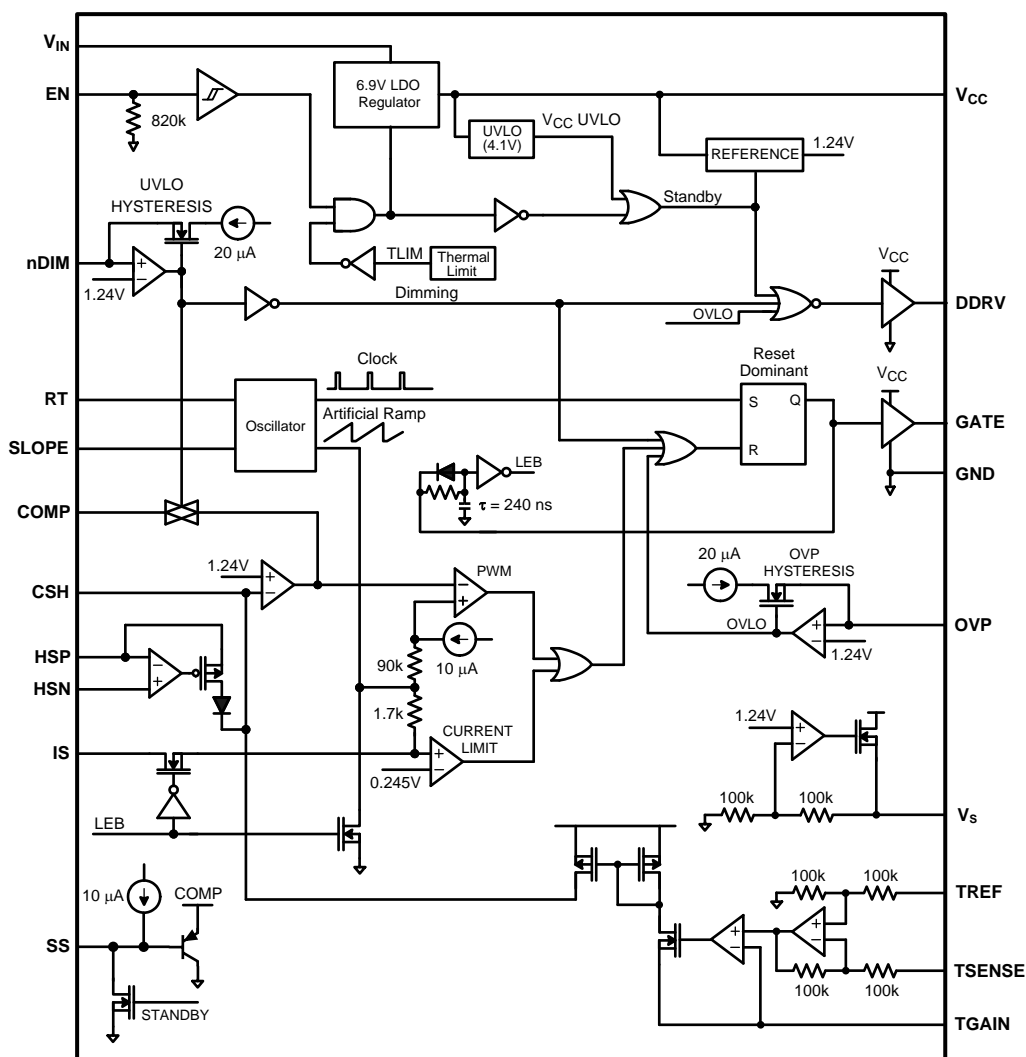 VIN
6.9V LDO
Regulator
EN
VCC
820k
UVLO
(4.1V)
VCC UVLO
REFERENCE
1.24V
UVLO
HYSTERESIS
Standby
20 µA
nDIM
1.24V
TLIM
Thermal
Limit
VCC
Dimming
OVLO
DDRV
Clock
Reset
Dominant
VCC
RT
Oscillator
Artificial Ramp
S
Q
R
GATE
SLOPE
LEB
GND
COMP
τ = 240 ns
1.24V
PWM
20 µA
OVP
HYSTERESIS
CSH
OVLO
OVP
1.24V
HSP
90k
10 µA
HSN
1.7k
1.24V
IS
CURRENT
LIMIT
0.245V
100k
100k
VS
LEB
100k
100k
TREF
10 µA
COMP
SS
100k
100k
TSENSE
STANDBY
TGAIN